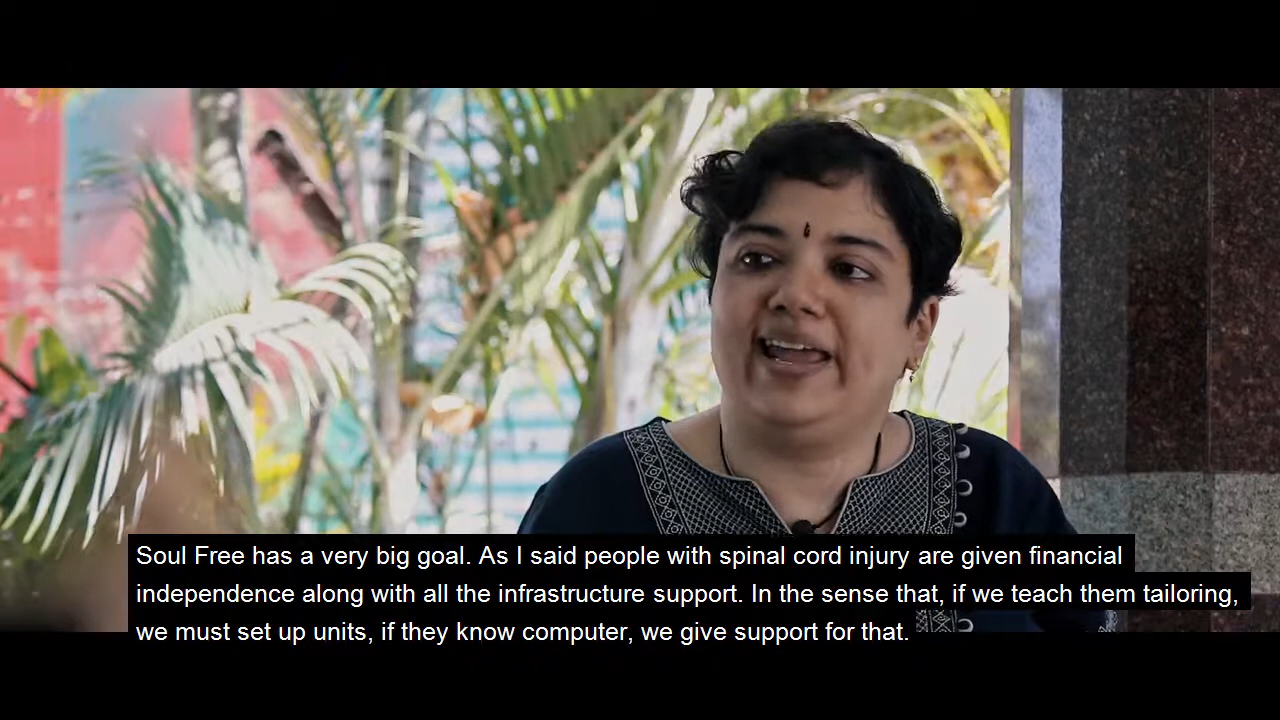 Soul Free has a very big goal. As I said people with spinal cord injury are given financial
independence along with all the infrastructure support. In the sense that, if we teach them tailoring,
we must set up units, if they know computer, we give support for that.